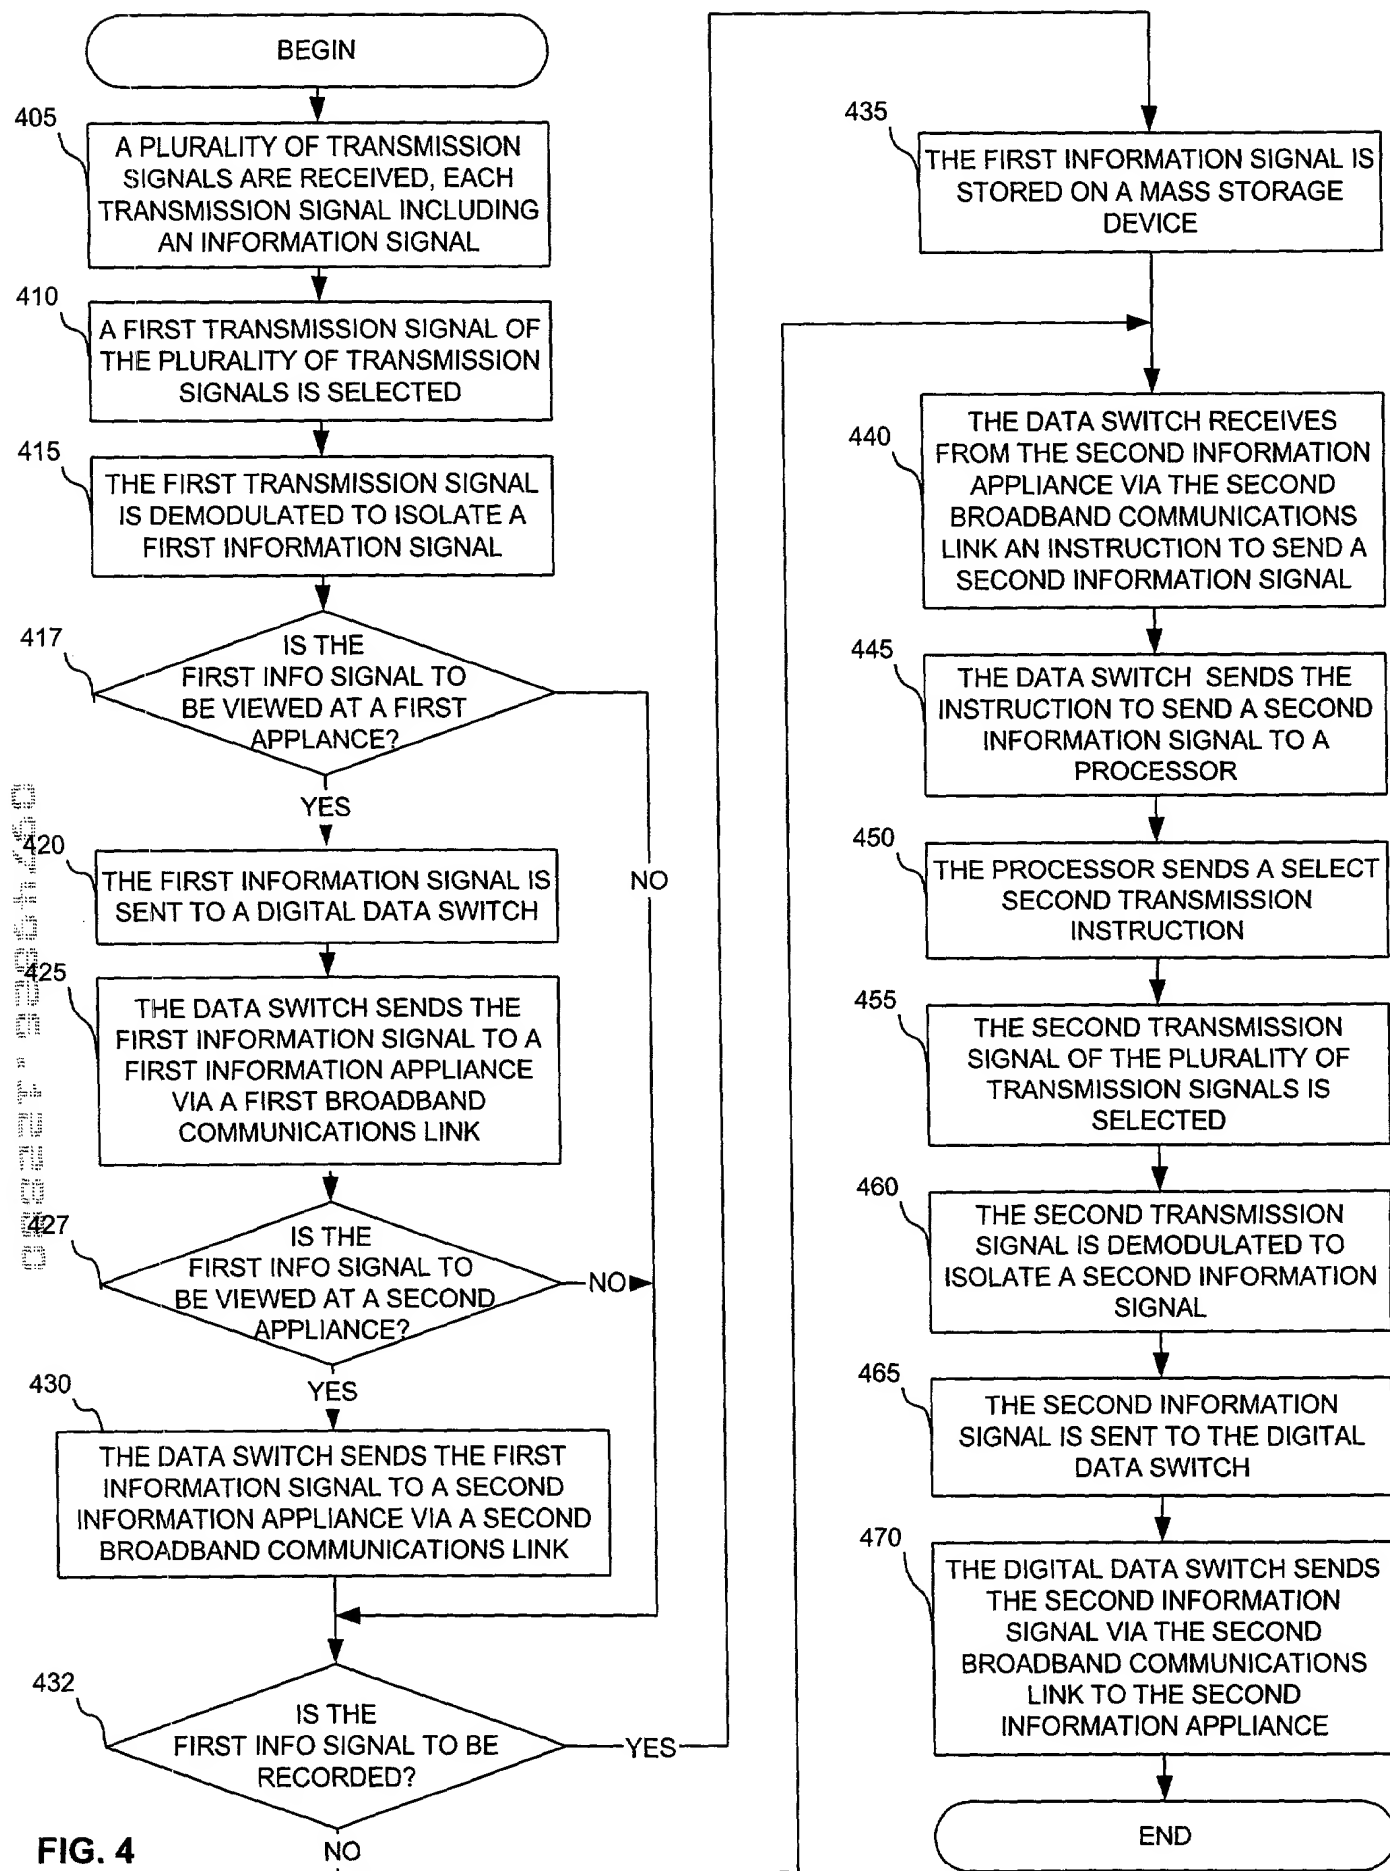 BEGIN
405
A PLURALITY OF TRANSMISSION
SIGNALS ARE RECEIVED, EACH
TRANSMISSION SIGNAL INCLUDING
AN INFORMATION SIGNAL
410
A FIRST TRANSMISSION SIGNAL OF
THE PLURALITY OF TRANSMISSION
SIGNALS IS SELECTED
415
THE FIRST TRANSMISSION SIGNAL
IS DEMODULATED TO ISOLATE A
FIRST INFORMATION SIGNAL
417
IS THE
FIRST INFO SIGNAL TO
BE VIEWED AT A FIRST
APPLANCE?
YES
NO
420
THE FIRST INFORMATION SIGNAL IS
SENT TO A DIGITAL DATA SWITCH
425
THE DATA SWITCH SENDS THE
FIRST INFORMATION SIGNAL TO A
FIRST INFORMATION APPLIANCE
VIA A FIRST BROADBAND
COMMUNICATIONS LINK
427
IS THE
FIRST INFO SIGNAL TO
BE VIEWED AT A SECOND
APPLIANCE?
NO
YES
430
THE DATA SWITCH SENDS THE FIRST
INFORMATION SIGNAL TO A SECOND
INFORMATION APPLIANCE VIA A SECOND
BROADBAND COMMUNICATIONS LINK
432
IS THE
FIRST INFO SIGNAL TO BE
RECORDED?
YES
NO
FIG. 4
435
THE FIRST INFORMATION SIGNAL IS
STORED ON A MASS STORAGE
DEVICE
440
THE DATA SWITCH RECEIVES
FROM THE SECOND INFORMATION
APPLIANCE VIA THE SECOND
BROADBAND COMMUNICATIONS
LINK AN INSTRUCTION TO SEND A
SECOND INFORMATION SIGNAL
445
THE DATA SWITCH SENDS THE
INSTRUCTION TO SEND A SECOND
INFORMATION SIGNAL TO A
PROCESSOR
450
THE PROCESSOR SENDS A SELECT
SECOND TRANSMISSION
INSTRUCTION
455
THE SECOND TRANSMISSION
SIGNAL OF THE PLURALITY OF
TRANSMISSION SIGNALS IS
SELECTED
460
THE SECOND TRANSMISSION
SIGNAL IS DEMODULATED TO
ISOLATE A SECOND INFORMATION
SIGNAL
465
THE SECOND INFORMATION
SIGNAL IS SENT TO THE DIGITAL
DATA SWITCH
470
THE DIGITAL DATA SWITCH SENDS
THE SECOND INFORMATION
SIGNAL VIA THE SECOND
BROADBAND COMMUNICATIONS
LINK TO THE SECOND
INFORMATION APPLIANCE
END